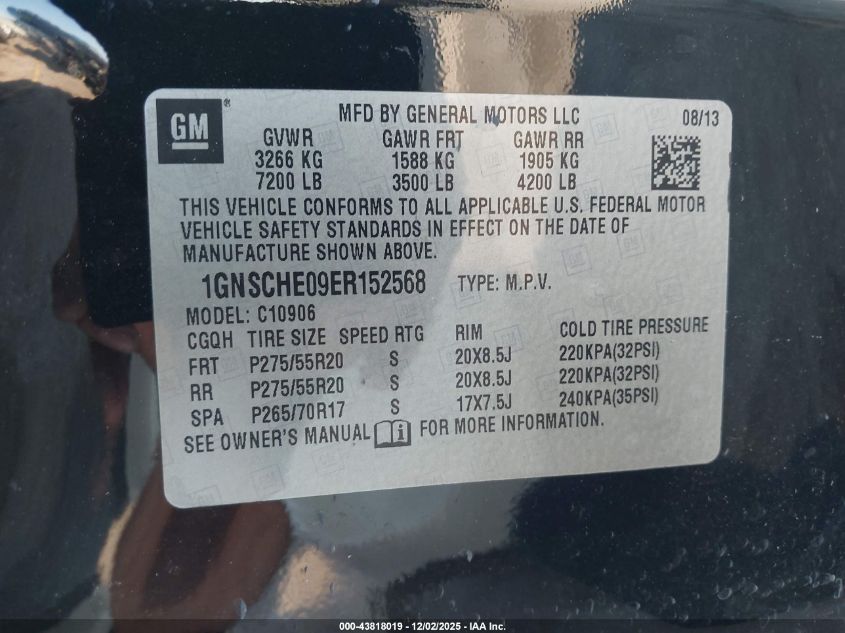 GM®
MFD BY GENERAL MOTORS LLC 08/13
GVWR GAWR FRT GAWR RR
3266 KG 1588 KG 1905 KG
7200 LB 3500 LB 4200 LB
THIS VEHICLE CONFORMS TO ALL APPLICABLE U.S. FEDERAL MOTOR
VEHICLE SAFETY STANDARDS IN EFFECT ON THE DATE OF
MANUFACTURE SHOWN ABOVE.
1GNSCHE09ER152568 TYPE: M.P.V.
MODEL: C10906
CGQH TIRE SIZE SPEED RTG RIM COLD TIRE PRESSURE
FRT P275/55R20 S 20X8.5J 220KPA(32PSI)
RR P275/55R20 S 20X8.5J 220KPA(32PSI)
SPA P265/70R17 S 17X7.5J 240KPA(35PSI)
SEE OWNER'S MANUAL FOR MORE INFORMATION.
000-43818019 - 12/02/2025 - IAA Inc.